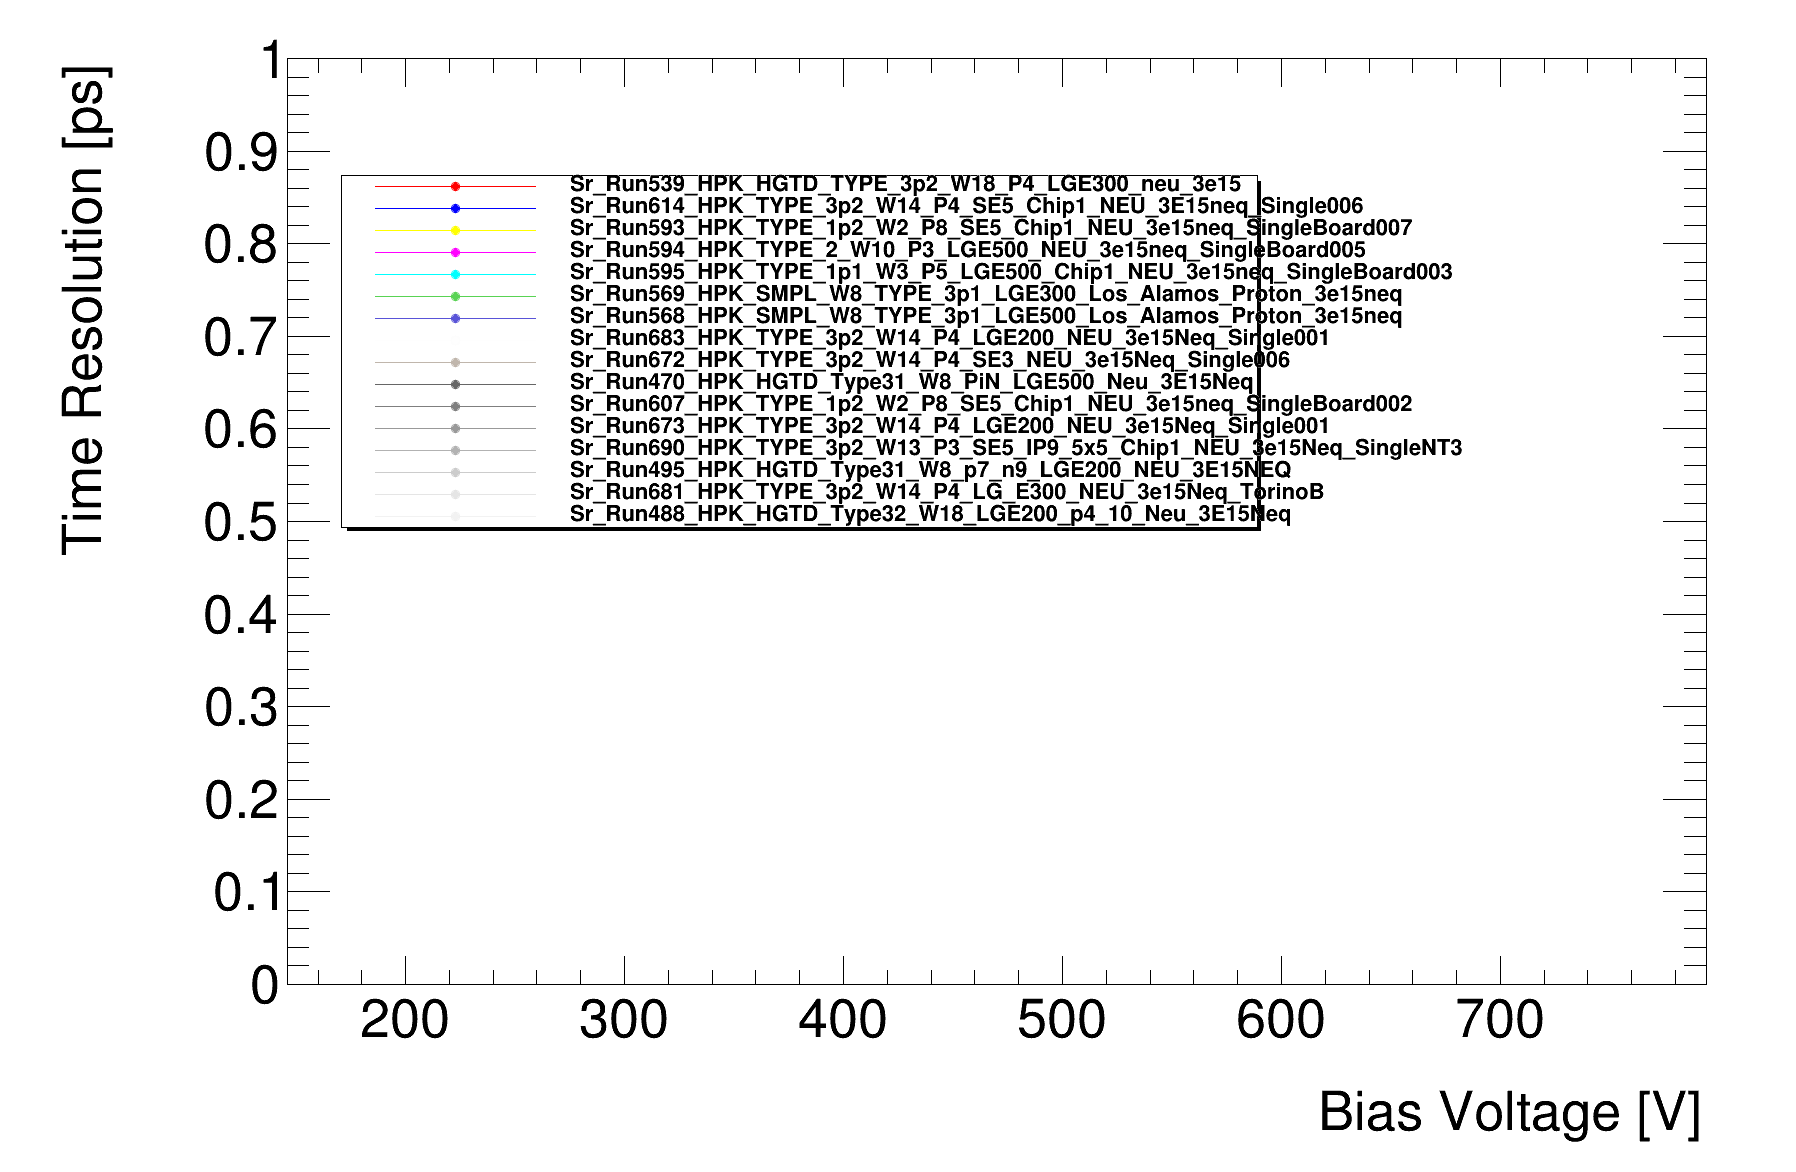 Time Resolution [ps]
1
0.9
0.8
0.7
0.6
0.5
0.4
0.3
0.2
0.1
0
Sr_Run539_HPK_HGTD_TYPE_3p2_W18_P4_LGE300_neu_3e15
Sr_Run614_HPK_TYPE_3p2_W14_P4_SE5_Chip1_NEU_3E15neq_Single006
Sr_Run593_HPK_TYPE_1p2_W2_P8_SE5_Chip1_NEU_3e15neq_SingleBoard007
Sr_Run594_HPK_TYPE_2_W10_P3_LGE500_NEU_3e15neq_SingleBoard005
Sr_Run595_HPK_TYPE_1p1_W3_P5_LGE500_Chip1_NEU_3e15neq_SingleBoard003
Sr_Run569_HPK_SMPL_W8_TYPE_3p1_LGE300_Los_Alamos_Proton_3e15neq
Sr_Run568_HPK_SMPL_W8_TYPE_3p1_LGE500_Los_Alamos_Proton_3e15neq
Sr_Run683_HPK_TYPE_3p2_W14_P4_LGE200_NEU_3e15Neq_Single001
Sr_Run672_HPK_TYPE_3p2_W14_P4_SE3_NEU_3e15Neq_Single006
Sr_Run470_HPK_HGTD_Type31_W8_PiN_LGE500_Neu_3E15Neq
Sr_Run607_HPK_TYPE_1p2_W2_P8_SE5_Chip1_NEU_3e15neq_SingleBoard002
Sr_Run673_HPK_TYPE_3p2_W14_P4_LGE200_NEU_3e15Neq_Single001
Sr_Run690_HPK_TYPE_3p2_W13_P3_SE5_IP9_5x5_Chip1_NEU_3e15Neq_SingleNT3
Sr_Run495_HPK_HGTD_Type31_W8_p7_n9_LGE200_NEU_3E15NEQ
Sr_Run681_HPK_TYPE_3p2_W14_P4_LG_E300_NEU_3e15Neq_TorinoB
Sr_Run488_HPK_HGTD_Type32_W18_LGE200_p4_10_Neu_3E15Neq
200 300 400 500 600 700
Bias Voltage [V]